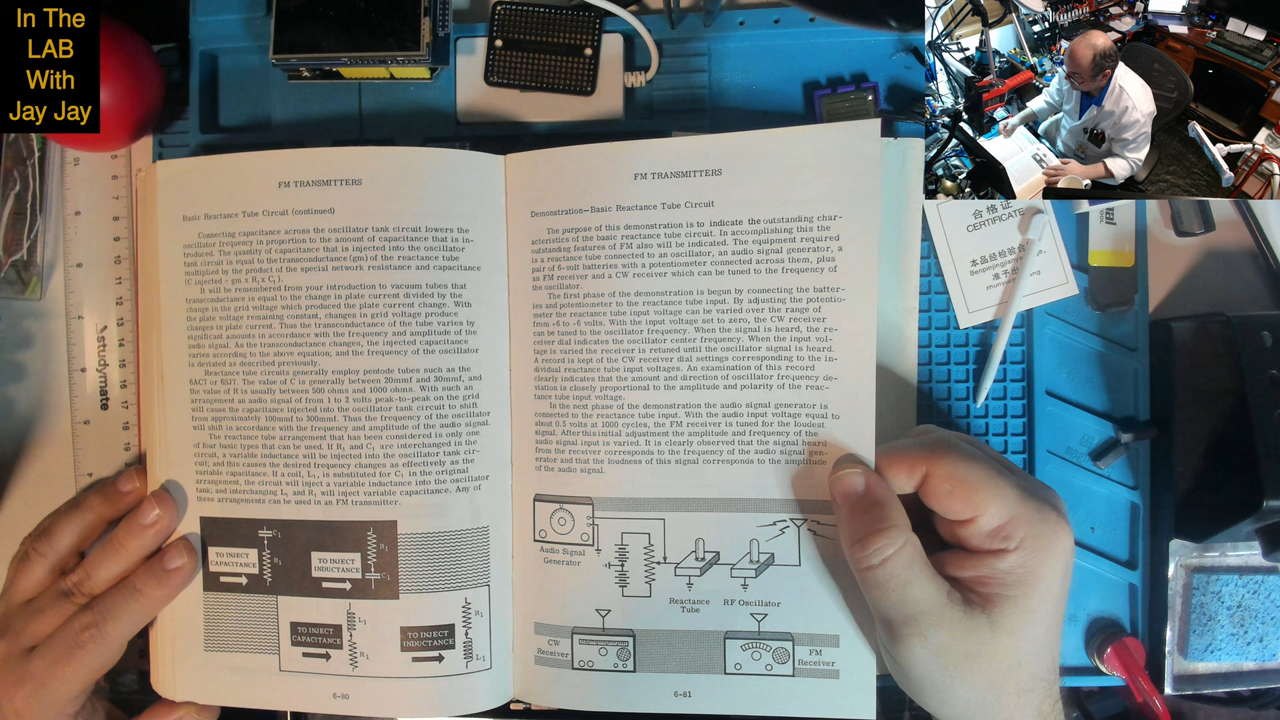 In The
LAB
With
Jay Jay
FM TRANSMITTERS
Basic Reactance Tube Circuit (continued)
Connecting capacitance across the oscillator tank circuit lowers the
oscillator frequency in proportion to the amount of capacitance that is in-
troduced. The quantity of capacitance that is injected into the oscillator
tank circuit is equal to the transconductance (gm) of the reactance tube
multiplied by the product of the special network resistance and capacitance
(C injected = gm x R₁ x C₁).
It will be remembered from your introduction to vacuum tubes that
transconductance is equal to the change in plate current divided by the
change in the grid voltage which produced the plate current change. With
the plate voltage remaining constant, changes in grid voltage produce
changes in plate current. Thus the transconductance of the tube varies by
significant amounts in accordance with the frequency and amplitude of the
audio signal. As the transconductance changes, the injected capacitance
varies according to the above equation; and the frequency of the oscillator
is deviated as described previously.
Reactance tube circuits generally employ pentode tubes such as the
6AC7 or 6SJ7. The value of C is generally between 20mmf and 30mmf, and
the value of R is usually between 500 ohms and 1000 ohms. With such an
arrangement an audio signal of from 1 to 2 volts peak-to-peak on the grid
will cause the capacitance injected into the oscillator tank circuit to shift
from approximately 100mmf to 300mmf. Thus the frequency of the oscillator
will shift in accordance with the frequency and amplitude of the audio signal.
The reactance tube arrangement that has been considered is only one
of four basic types that can be used. If R₁ and C₁ are interchanged in the
circuit, a variable inductance will be injected into the oscillator tank cir-
cuit; and this causes the desired frequency changes as effectively as the
variable capacitance. If a coil, L₁, is substituted for C₁ in the original
arrangement, the circuit will inject a variable inductance into the oscillator
tank; and interchanging L₁ and R₁ will inject variable capacitance. Any of
these arrangements can be used in an FM transmitter.
TO INJECT
CAPACITANCE
C₁
R₁
TO INJECT
INDUCTANCE
R₁
C₁
TO INJECT
CAPACITANCE
L₁
R₁
TO INJECT
INDUCTANCE
R₁
L₁
6-80
FM TRANSMITTERS
Demonstration—Basic Reactance Tube Circuit
The purpose of this demonstration is to indicate the outstanding char-
acteristics of the basic reactance tube circuit. In accomplishing this the
outstanding features of FM also will be indicated. The equipment required
is a reactance tube connected to an oscillator, an audio signal generator, a
pair of 6-volt batteries with a potentiometer connected across them, plus
an FM receiver and a CW receiver which can be tuned to the frequency of
the oscillator.
The first phase of the demonstration is begun by connecting the batter-
ies and potentiometer to the reactance tube input. By adjusting the potentio-
meter the reactance tube input voltage can be varied over the range of
from +6 to -6 volts. With the input voltage set to zero, the CW receiver
can be tuned to the oscillator frequency. When the signal is heard, the re-
ceiver dial indicates the oscillator center frequency. When the input vol-
tage is varied the receiver is retuned until the oscillator signal is heard.
A record is kept of the CW receiver dial settings corresponding to the in-
dividual reactance tube input voltages. An examination of this record
clearly indicates that the amount and direction of oscillator frequency de-
viation is closely proportional to the amplitude and polarity of the reac-
tance tube input voltage.
In the next phase of the demonstration the audio signal generator is
connected to the reactance tube input. With the audio input voltage equal to
about 0.5 volts at 1000 cycles, the FM receiver is tuned for the loudest
signal. After this initial adjustment the amplitude and frequency of the
audio signal input is varied. It is clearly observed that the signal heard
from the receiver corresponds to the frequency of the audio signal gen-
erator and that the loudness of this signal corresponds to the amplitude
of the audio signal.
Audio Signal
Generator
Reactance
Tube
RF Oscillator
CW
Receiver
FM
Receiver
6-81
studymate
合格证
CERTIFICATE
本品经检验合
准予出